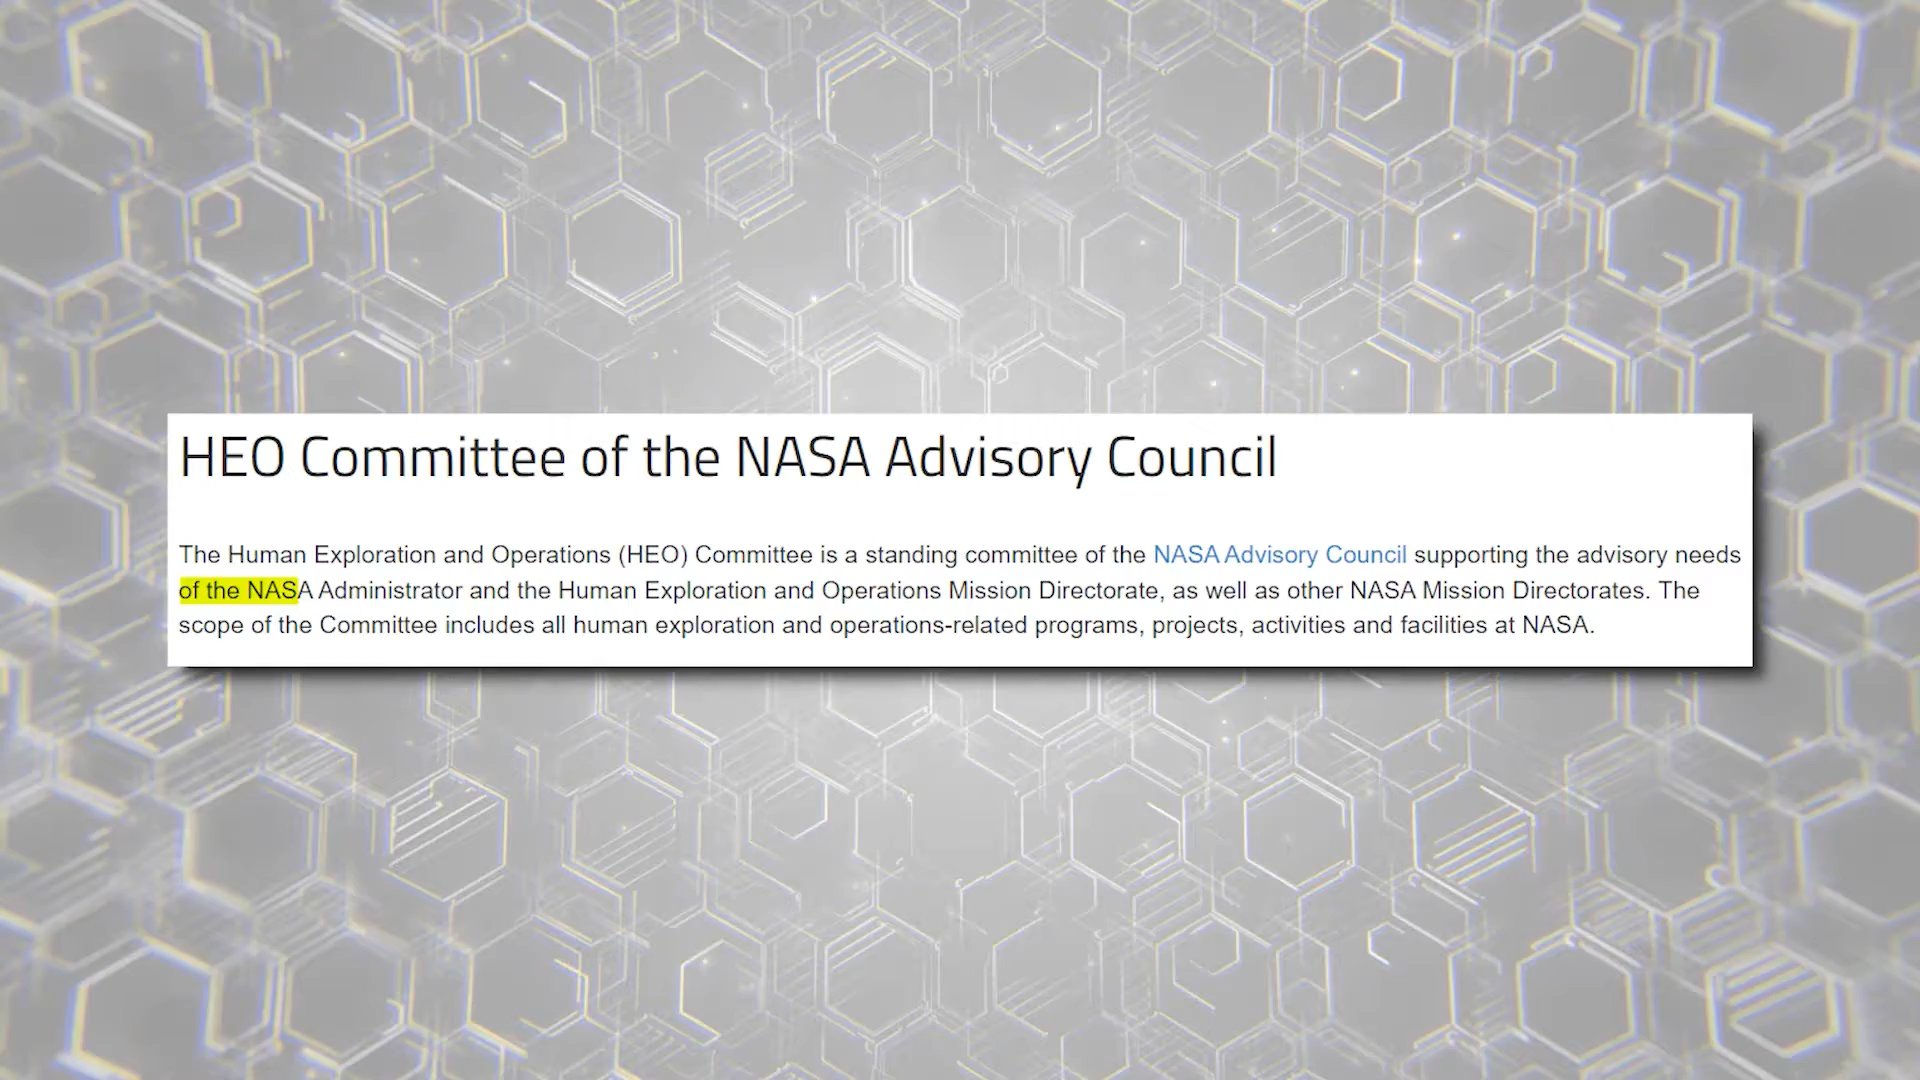 HEO Committee of the NASA Advisory Council
The Human Exploration and Operations (HEO) Committee is a standing committee of the NASA Advisory Council supporting the advisory needs
of the NASA Administrator and the Human Exploration and Operations Mission Directorate, as well as other NASA Mission Directorates. The
scope of the Committee includes all human exploration and operations-related programs, projects, activities and facilities at NASA.